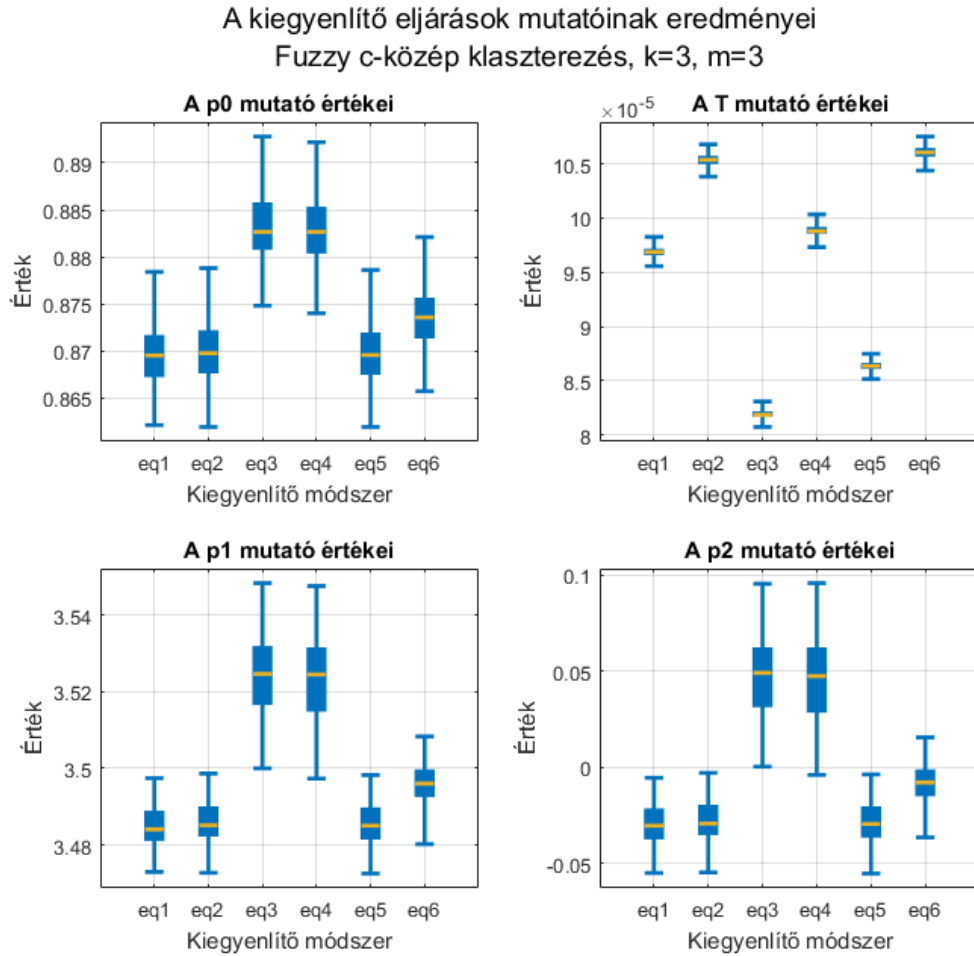 A kiegyenlítő eljárások mutatóinak eredményei
Fuzzy c-közép klaszterezés, k=3, m=3
A p0 mutató értékei
0.89
0.885
0.88
0.875
0.87
0.865
Érték
eq1 eq2 eq3 eq4 eq5 eq6
Kiegyenlítő módszer
A T mutató értékei
×10-5
10.5
10
9.5
9
8.5
8
Érték
eq1 eq2 eq3 eq4 eq5 eq6
Kiegyenlítő módszer
A p1 mutató értékei
3.54
3.52
3.5
3.48
Érték
eq1 eq2 eq3 eq4 eq5 eq6
Kiegyenlítő módszer
A p2 mutató értékei
0.1
0.05
0
-0.05
Érték
eq1 eq2 eq3 eq4 eq5 eq6
Kiegyenlítő módszer